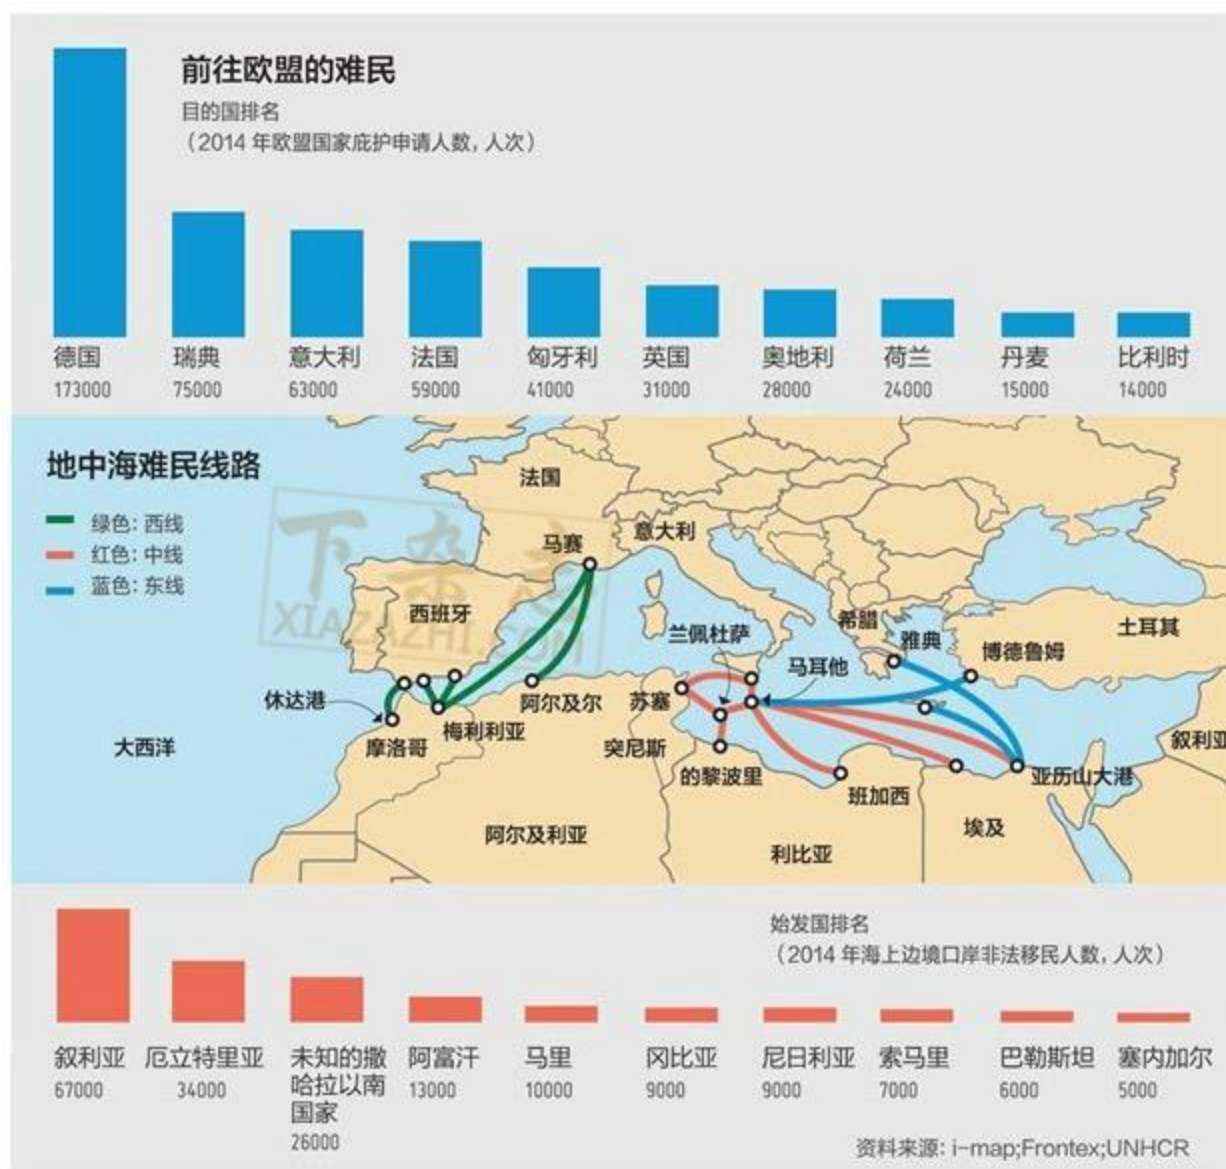 前往欧盟的难民
目的国排名
（2014 年欧盟国家庇护申请人数，人次）
德国
瑞典
意大利
法国
匈牙利
英国
奥地利
荷兰
丹麦
比利时
173000
75000
63000
59000
41000
31000
28000
24000
15000
14000
地中海难民线路
绿色：西线
红色：中线
蓝色：东线
下杂志
XIAZAZHI.COM
法国
意大利
马赛
西班牙
希腊
雅典
土耳其
兰佩杜萨
博德鲁姆
马耳他
休达港
阿尔及尔
苏塞
梅利利亚
摩洛哥
突尼斯
大西洋
叙利亚
的黎波里
亚历山大港
班加西
阿尔及利亚
埃及
利比亚
始发国排名
（2014 年海上边境口岸非法移民人数，人次）
叙利亚
67000
厄立特里亚
34000
未知的撒
哈拉以南
国家
26000
阿富汗
13000
马里
10000
冈比亚
9000
尼日利亚
9000
索马里
7000
巴勒斯坦
6000
塞内加尔
5000
资料来源：i-map;Frontex;UNHCR